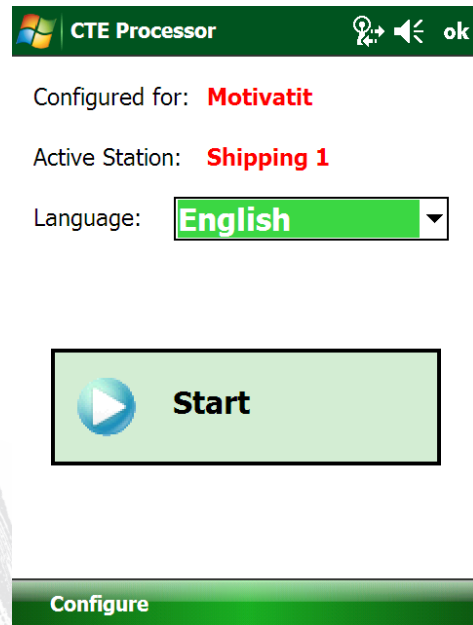 CTE Processor ok
Configured for: Motivatit
Active Station: Shipping 1
Language: English
Start
Configure